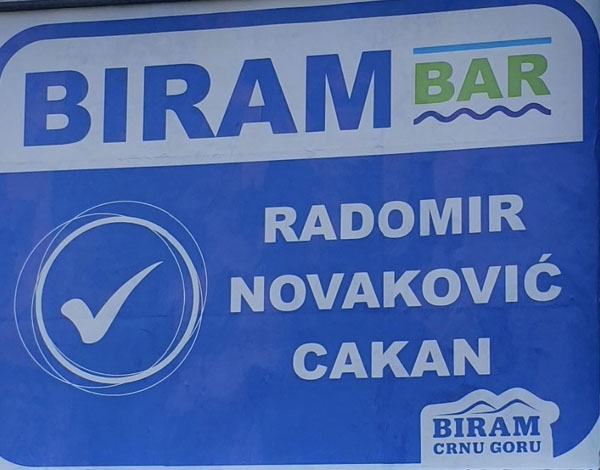 BIRAM BAR
RADOMIR
NOVAKOVIĆ
CAKAN
BIRAM
CRNU GORU